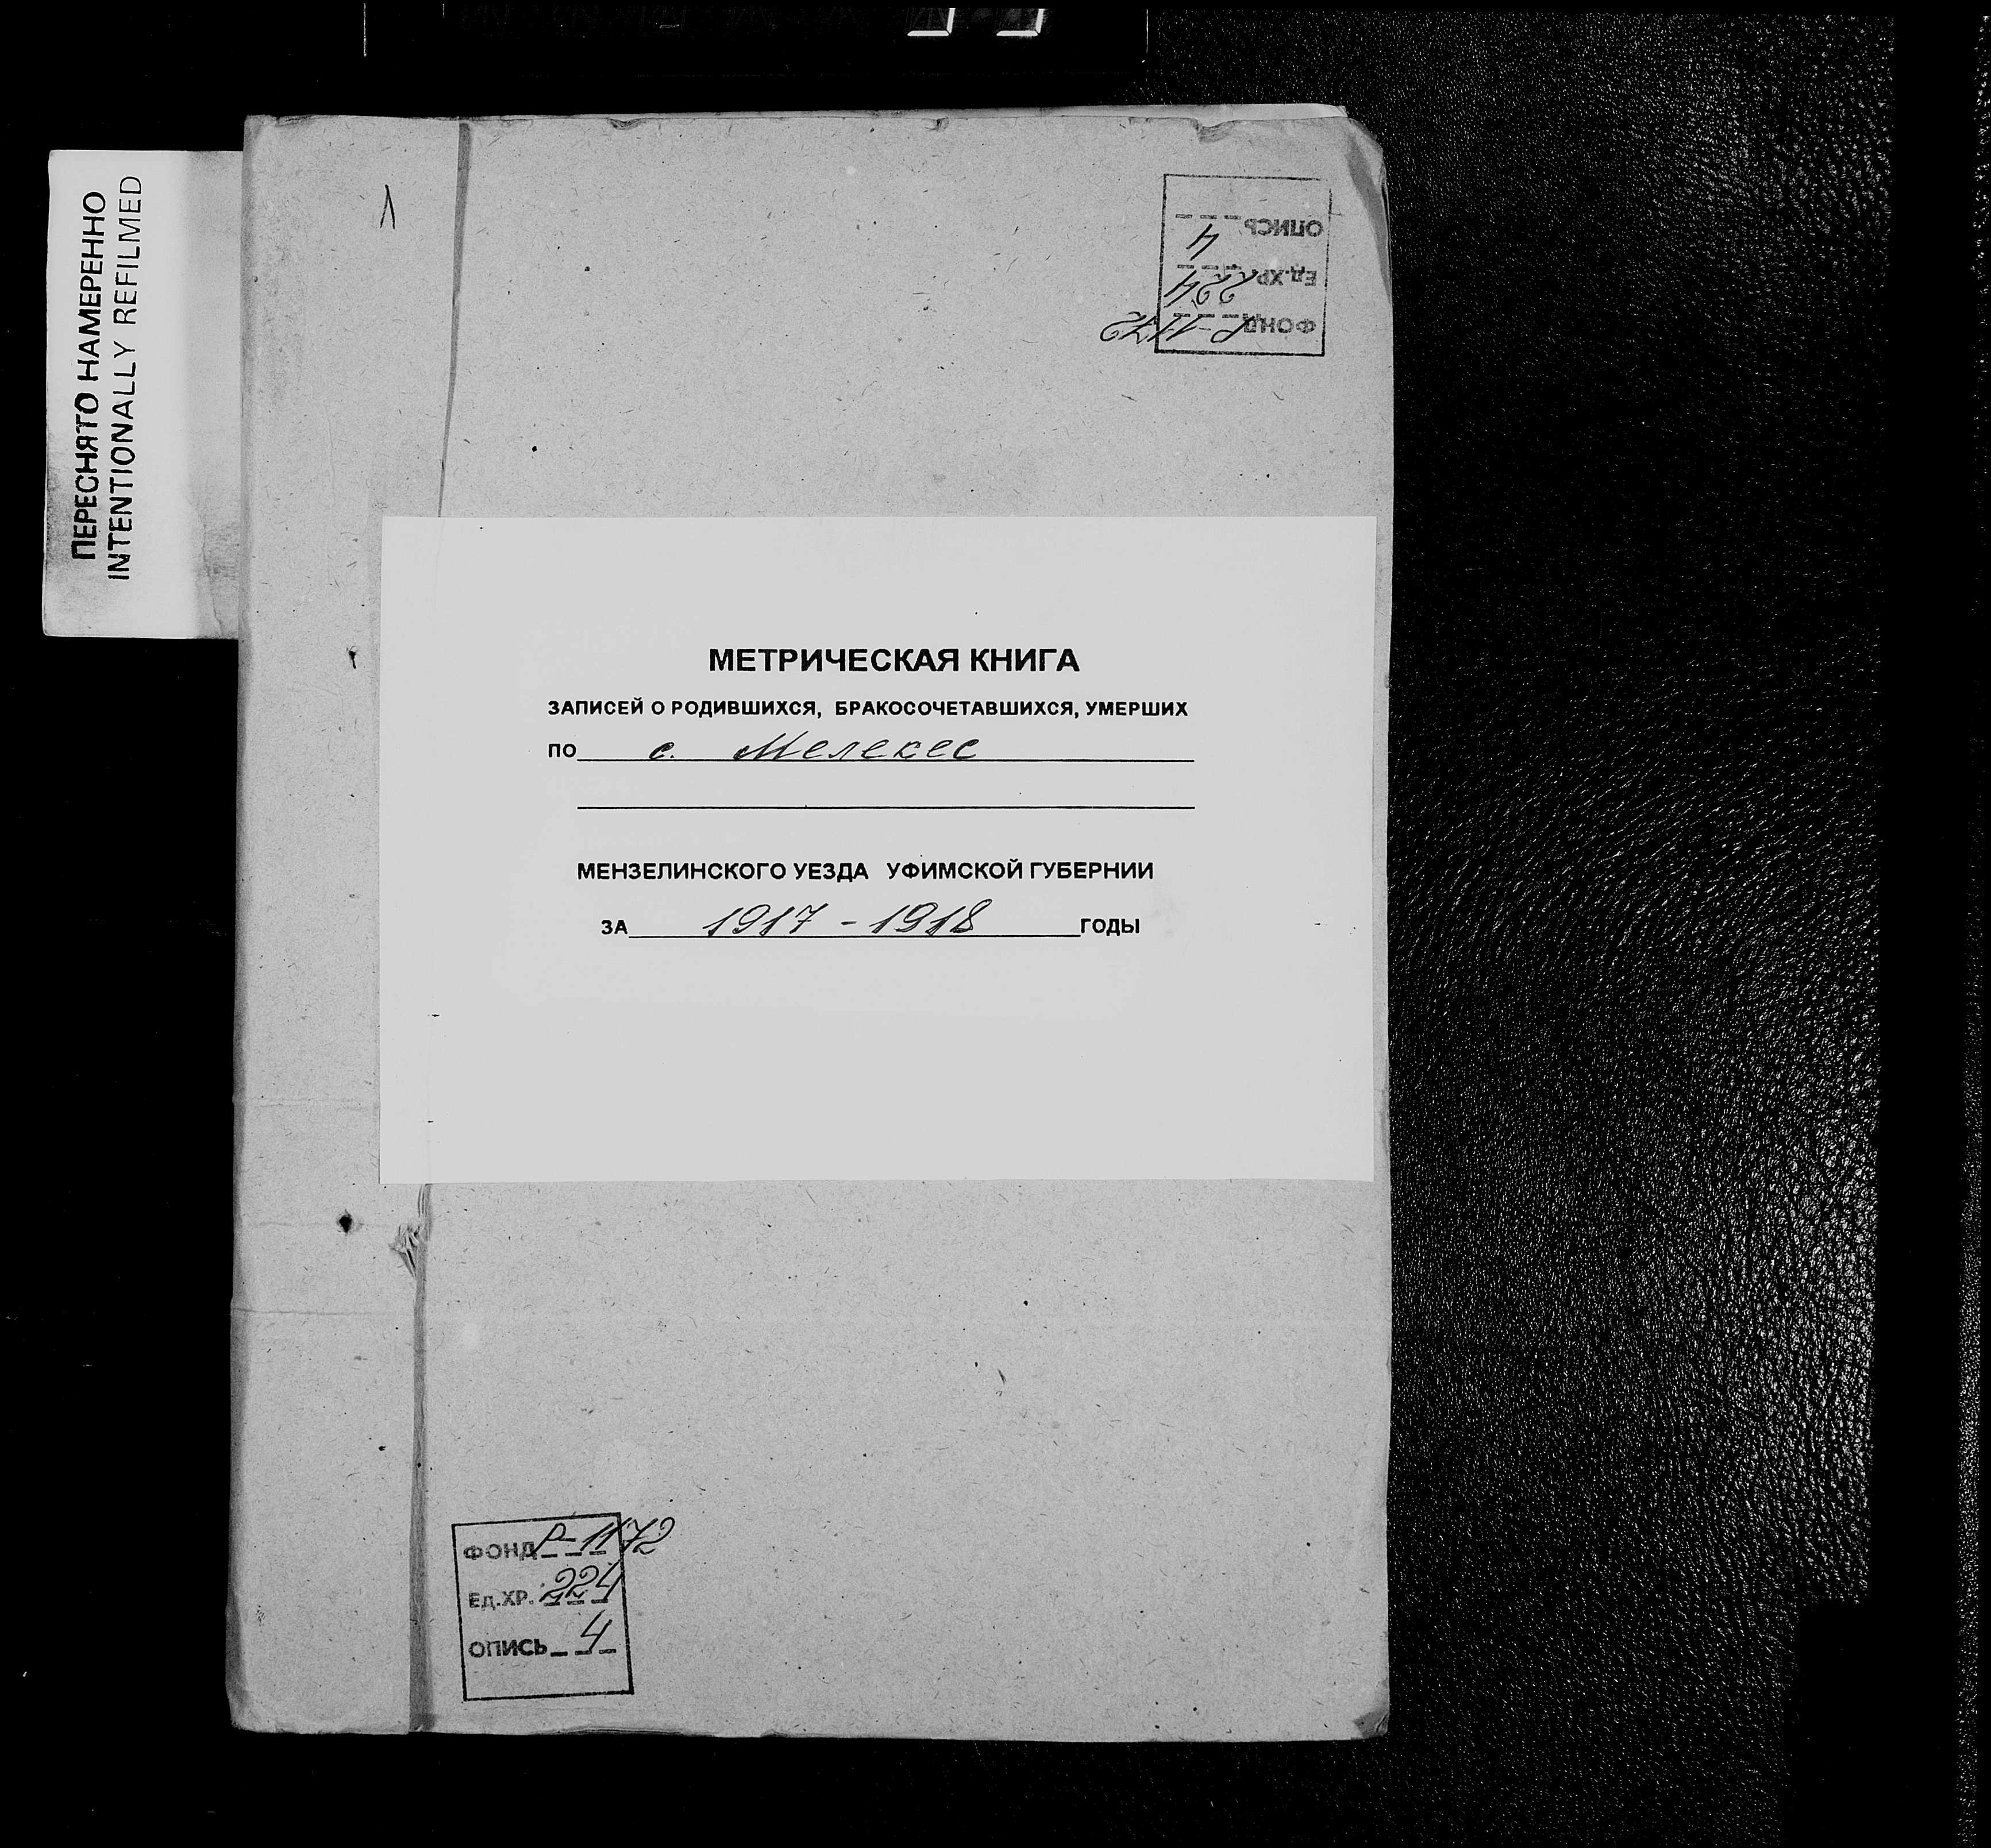 ПЕРЕСНЯТО НАМЕРЕННО
INTENTIONALLY REFILMED
ОПИСЬ 4
Ед.ХР. 224
ФОНД Р-1172
МЕТРИЧЕСКАЯ КНИГА
ЗАПИСЕЙ О РОДИВШИХСЯ, БРАКОСОЧЕТАВШИХСЯ, УМЕРШИХ
ПО с. Мелекес
МЕНЗЕЛИНСКОГО УЕЗДА УФИМСКОЙ ГУБЕРНИИ
ЗА 1917 - 1918 ГОДЫ
ФОНД Р-1172
Ед.ХР. 224
ОПИСЬ 4